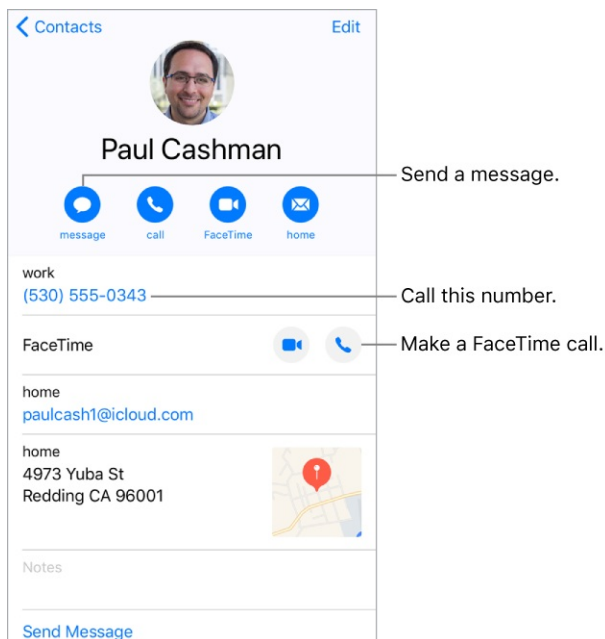 Contacts
Edit
Paul Cashman
Send a message.
message
call
FaceTime
home
work
(530) 555-0343
Call this number.
FaceTime
Make a FaceTime call.
home
paulcash1@icloud.com
home
4973 Yuba St
Redding CA 96001
Notes
Send Message